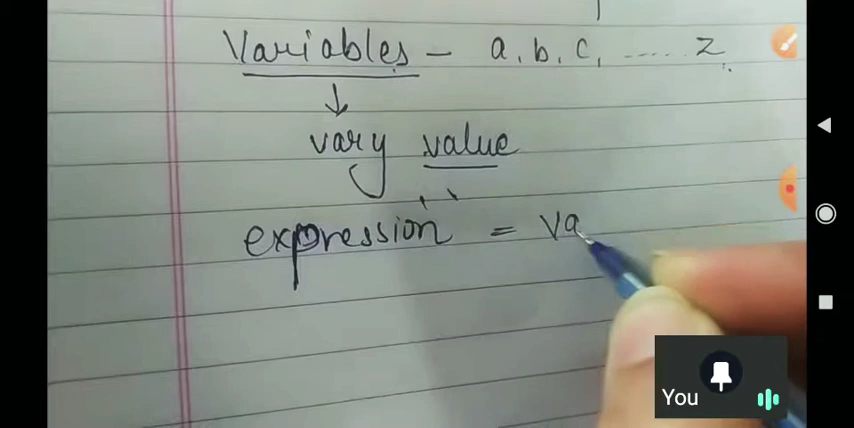 Variables - a, b, c, ..... z
vary value
expression = va
You